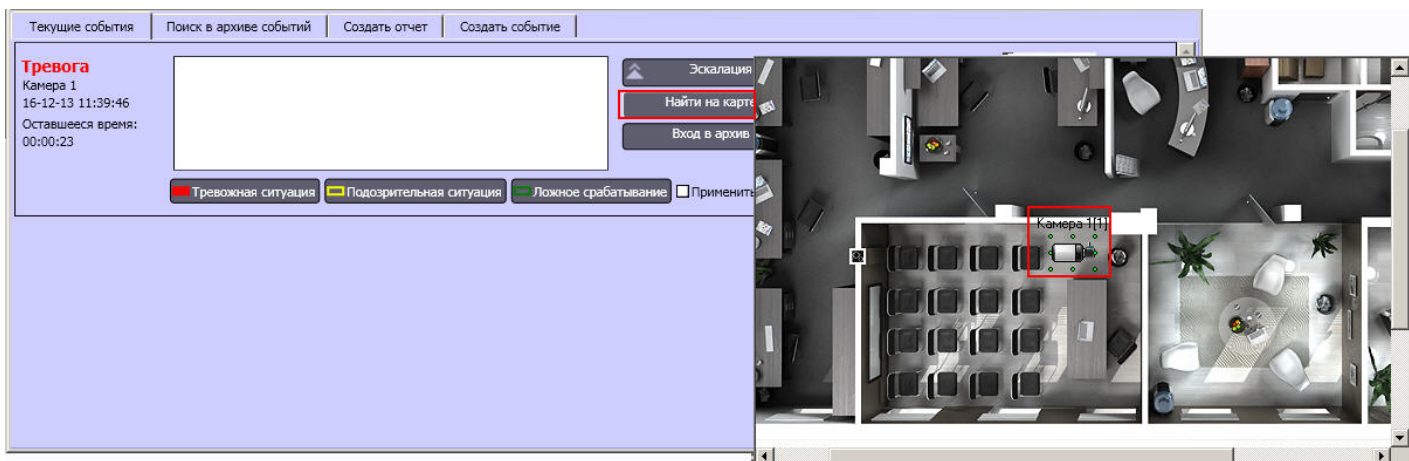 Текущие события
Поиск в архиве событий
Создать отчет
Создать событие
Тревога
Камера 1
16-12-13 11:39:46
Оставшееся время:
00:00:23
Эскалация
Найти на карте
Вход в архив
Тревожная ситуация
Подозрительная ситуация
Ложное срабатывание
Применить
Камера 1[1]